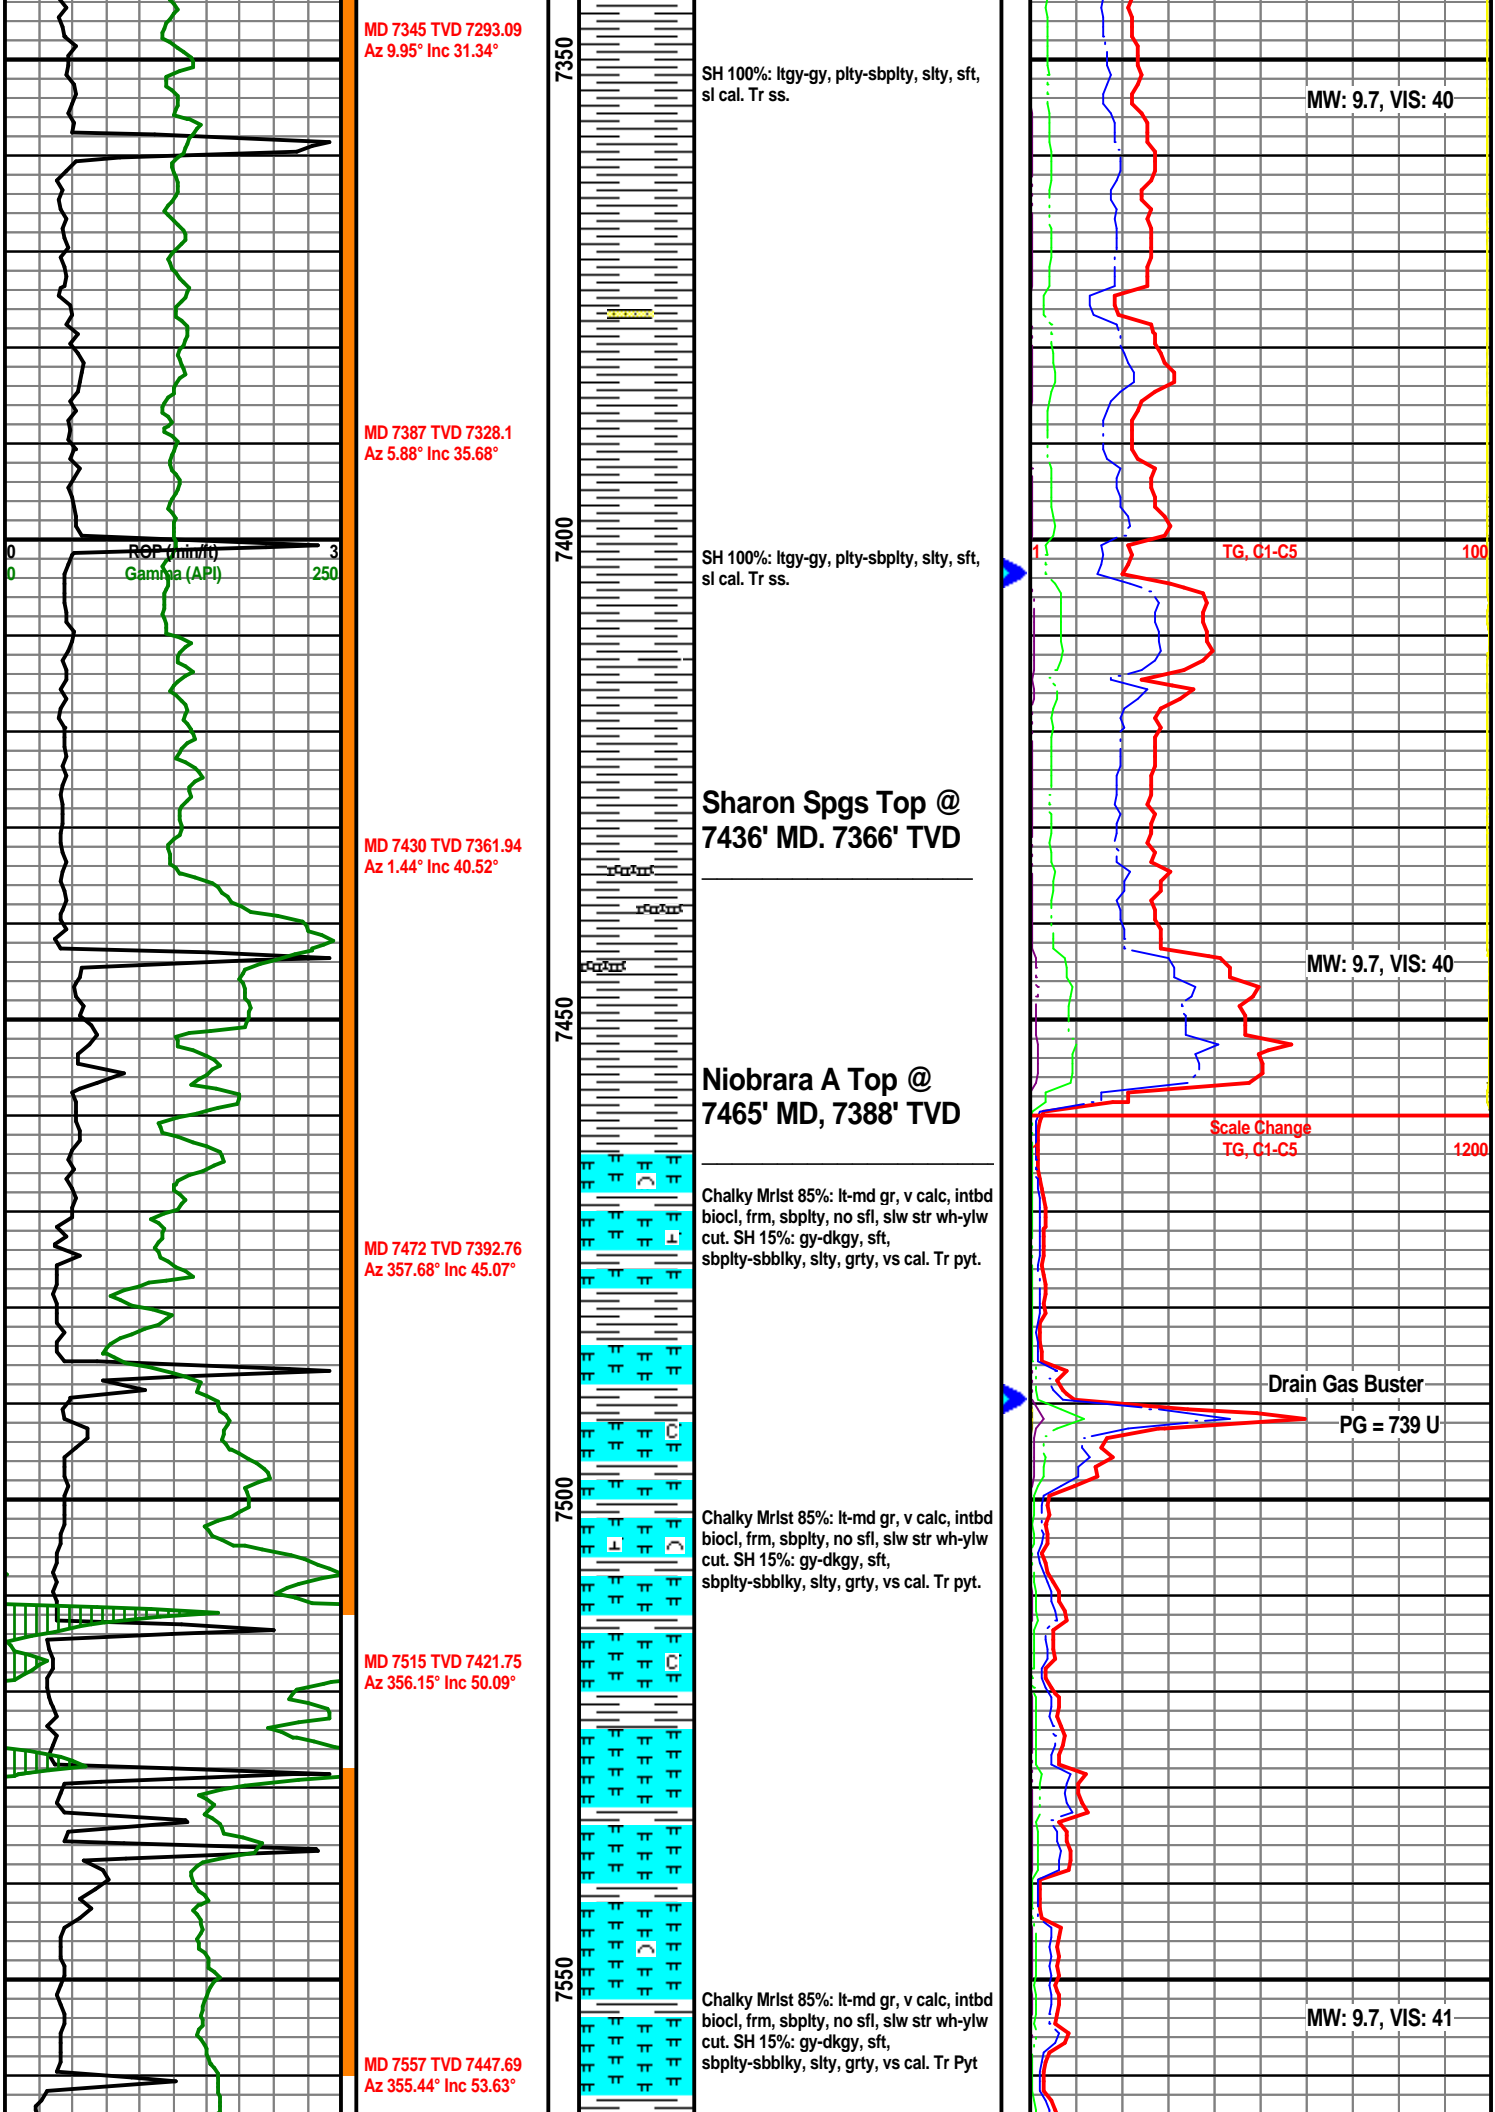 MD 7345 TVD 7293.09
Az 9.95° Inc 31.34°
7350
SH 100%: ltgy-gy, plty-sbplty, slty, sft,
sl cal. Tr ss.
MW: 9.7, VIS: 40
MD 7387 TVD 7328.1
Az 5.88° Inc 35.68°
7400
0 ROP (min/ft) 3
0 Gamma (API) 250
SH 100%: ltgy-gy, plty-sbplty, slty, sft,
sl cal. Tr ss.
1 TG, C1-C5 100
Sharon Spgs Top @
7436' MD. 7366' TVD
MD 7430 TVD 7361.94
Az 1.44° Inc 40.52°
MW: 9.7, VIS: 40
7450
Niobrara A Top @
7465' MD, 7388' TVD
Scale Change
TG, C1-C5 1200
Chalky Mrlst 85%: lt-md gr, v calc, intbd
biocl, frm, sbplty, no sfl, slw str wh-ylw
cut. SH 15%: gy-dkgy, sft,
sbplty-sbblky, slty, grty, vs cal. Tr pyt.
MD 7472 TVD 7392.76
Az 357.68° Inc 45.07°
Drain Gas Buster
PG = 739 U
C
7500
Chalky Mrlst 85%: lt-md gr, v calc, intbd
biocl, frm, sbplty, no sfl, slw str wh-ylw
cut. SH 15%: gy-dkgy, sft,
sbplty-sbblky, slty, grty, vs cal. Tr pyt.
MD 7515 TVD 7421.75
Az 356.15° Inc 50.09°
C
7550
Chalky Mrlst 85%: lt-md gr, v calc, intbd
biocl, frm, sbplty, no sfl, slw str wh-ylw
cut. SH 15%: gy-dkgy, sft,
sbplty-sbblky, slty, grty, vs cal. Tr Pyt
MW: 9.7, VIS: 41
MD 7557 TVD 7447.69
Az 355.44° Inc 53.63°